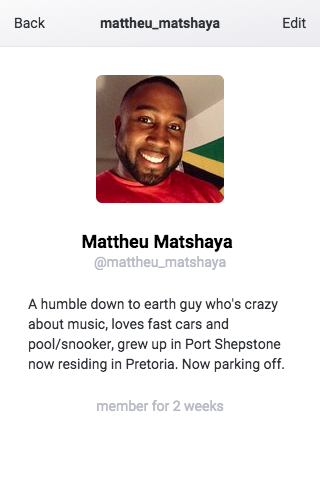 Back mattheu_matshaya Edit
Mattheu Matshaya
@mattheu_matshaya
A humble down to earth guy who's crazy
about music, loves fast cars and
pool/snooker, grew up in Port Shepstone
now residing in Pretoria. Now parking off.
member for 2 weeks